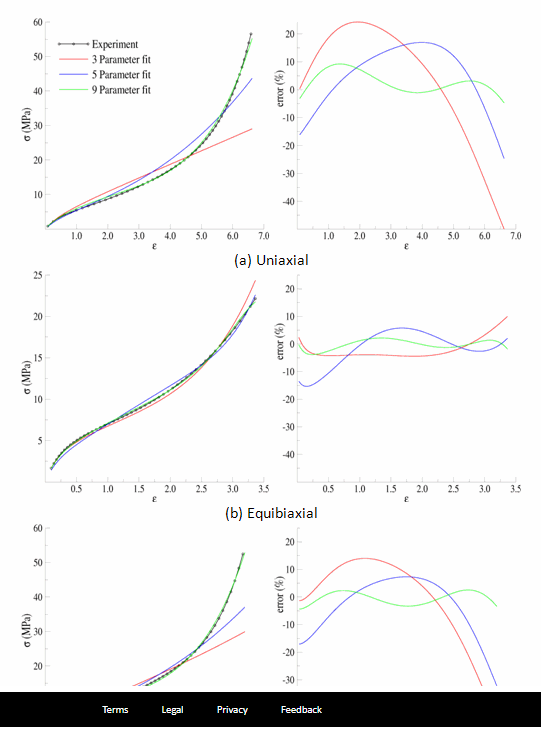 60
50
40
30
20
10
σ (MPa)
Experiment
3 Parameter fit
5 Parameter fit
9 Parameter fit
1.0 2.0 3.0 4.0 5.0 6.0 7.0
ε
20
10
0
-10
-20
-30
-40
error (%)
1.0 2.0 3.0 4.0 5.0 6.0 7.0
ε
(a) Uniaxial
25
20
15
10
5
σ (MPa)
0.5 1.0 1.5 2.0 2.5 3.0 3.5
ε
20
10
0
-10
-20
-30
-40
error (%)
0.5 1.0 1.5 2.0 2.5 3.0 3.5
ε
(b) Equibiaxial
60
50
40
30
20
σ (MPa)
20
10
0
-10
-20
-30
error (%)
Terms Legal Privacy Feedback